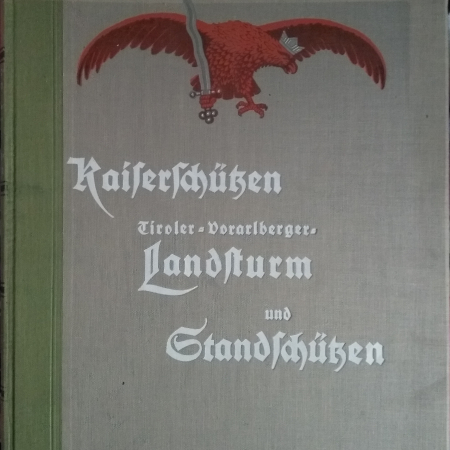 Kaiserschützen
Tiroler-Vorarlberger-
Landsturm
und
Standschützen